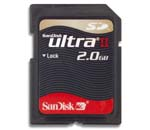 SD
SanDisk
ultra II
Lock
2.0GB
SanDisk